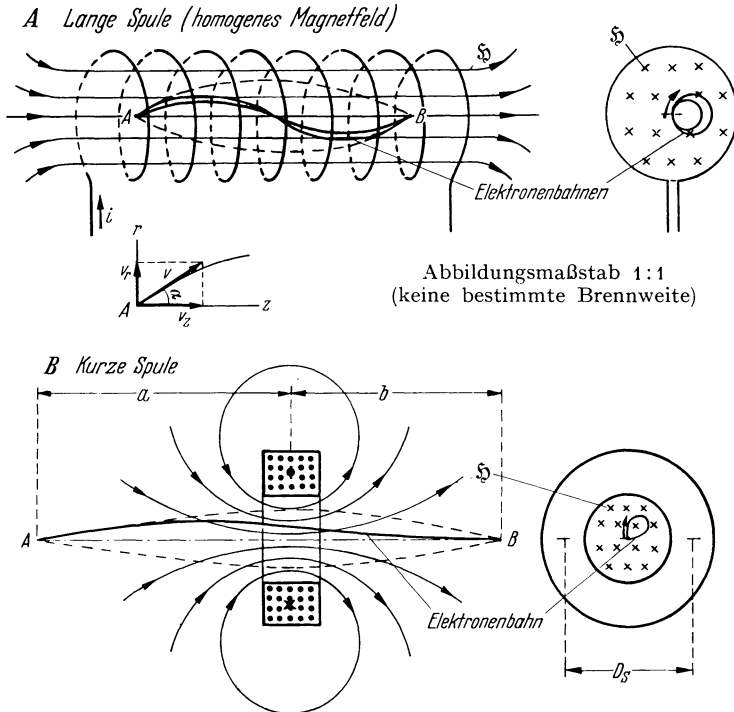 A Lange Spule (homogenes Magnetfeld)
ℌ
ℌ
A
B
Elektronenbahnen
i
r
v_r
v
α
A
v_z
z
Abbildungsmaßstab 1:1
(keine bestimmte Brennweite)
B Kurze Spule
a
b
ℌ
A
B
Elektronenbahn
D_S